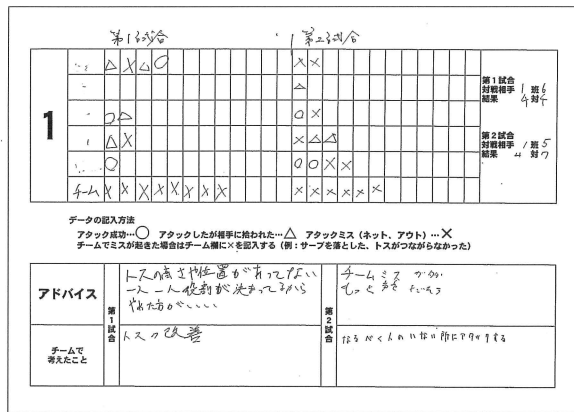 第1試合 第2試合
1
△ X △ ○ × ×
△
○ △ ○ ×
△ X × △ △
○ ○ ○ × ×
チーム X X X X X X X X × × × × × ×
第1試合
対戦相手 1班6
結果 4対4
第2試合
対戦相手 1班5
結果 4対7
データの記入方法
アタック成功…○ アタックしたが相手に拾われた…△ アタックミス（ネット、アウト）…×
チームでミスが起きた場合はチーム欄に×を記入する（例：サーブを落とした、トスがつながらなかった）
アドバイス
第1試合
トスの高さや位置があってない
一人一人役割が決まってるから
やめた方がいい
第2試合
チームミスが多い
もっと声だそう
チームで
考えたこと
トスの改善
なるべく人のいない所にアタックする